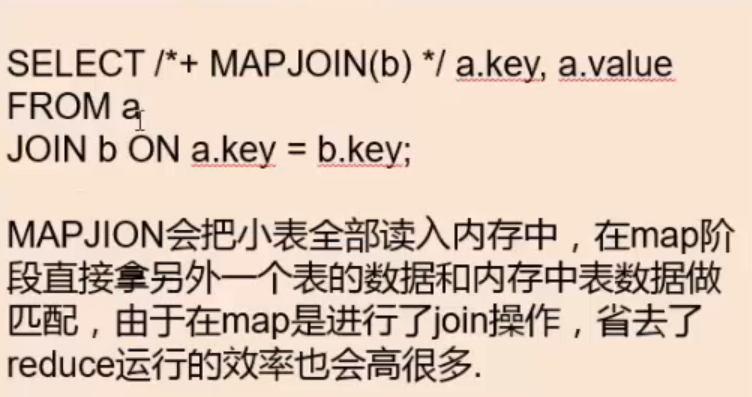 SELECT /*+ MAPJOIN(b) */ a.key, a.value
FROM a
JOIN b ON a.key = b.key;
MAPJION会把小表全部读入内存中，在map阶
段直接拿另外一个表的数据和内存中表数据做
匹配，由于在map是进行了join操作，省去了
reduce运行的效率也会高很多.